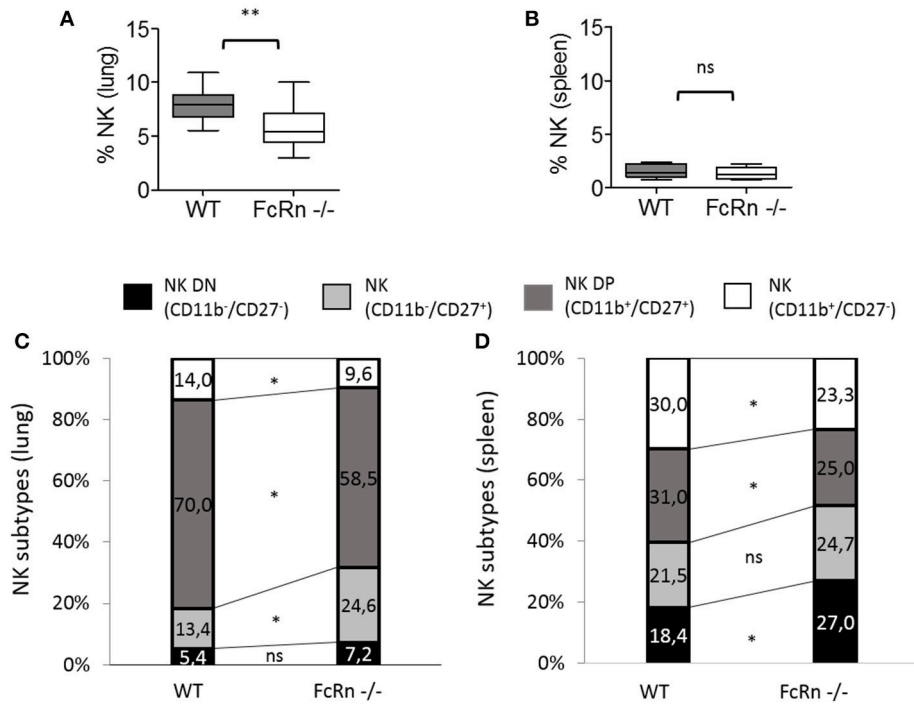 A
**
% NK (lung)
15
10
5
0
WT
FcRn -/-
B
ns
% NK (spleen)
15
10
5
0
WT
FcRn -/-
NK DN
(CD11b⁻/CD27⁻)
NK
(CD11b⁻/CD27⁺)
NK DP
(CD11b⁺/CD27⁺)
NK
(CD11b⁺/CD27⁻)
C
NK subtypes (lung)
100%
80%
60%
40%
20%
0%
14,0
*
9,6
70,0
*
58,5
13,4
*
24,6
5,4
ns
7,2
WT
FcRn -/-
D
NK subtypes (spleen)
100%
80%
60%
40%
20%
0%
30,0
*
23,3
31,0
*
25,0
21,5
ns
24,7
18,4
*
27,0
WT
FcRn -/-